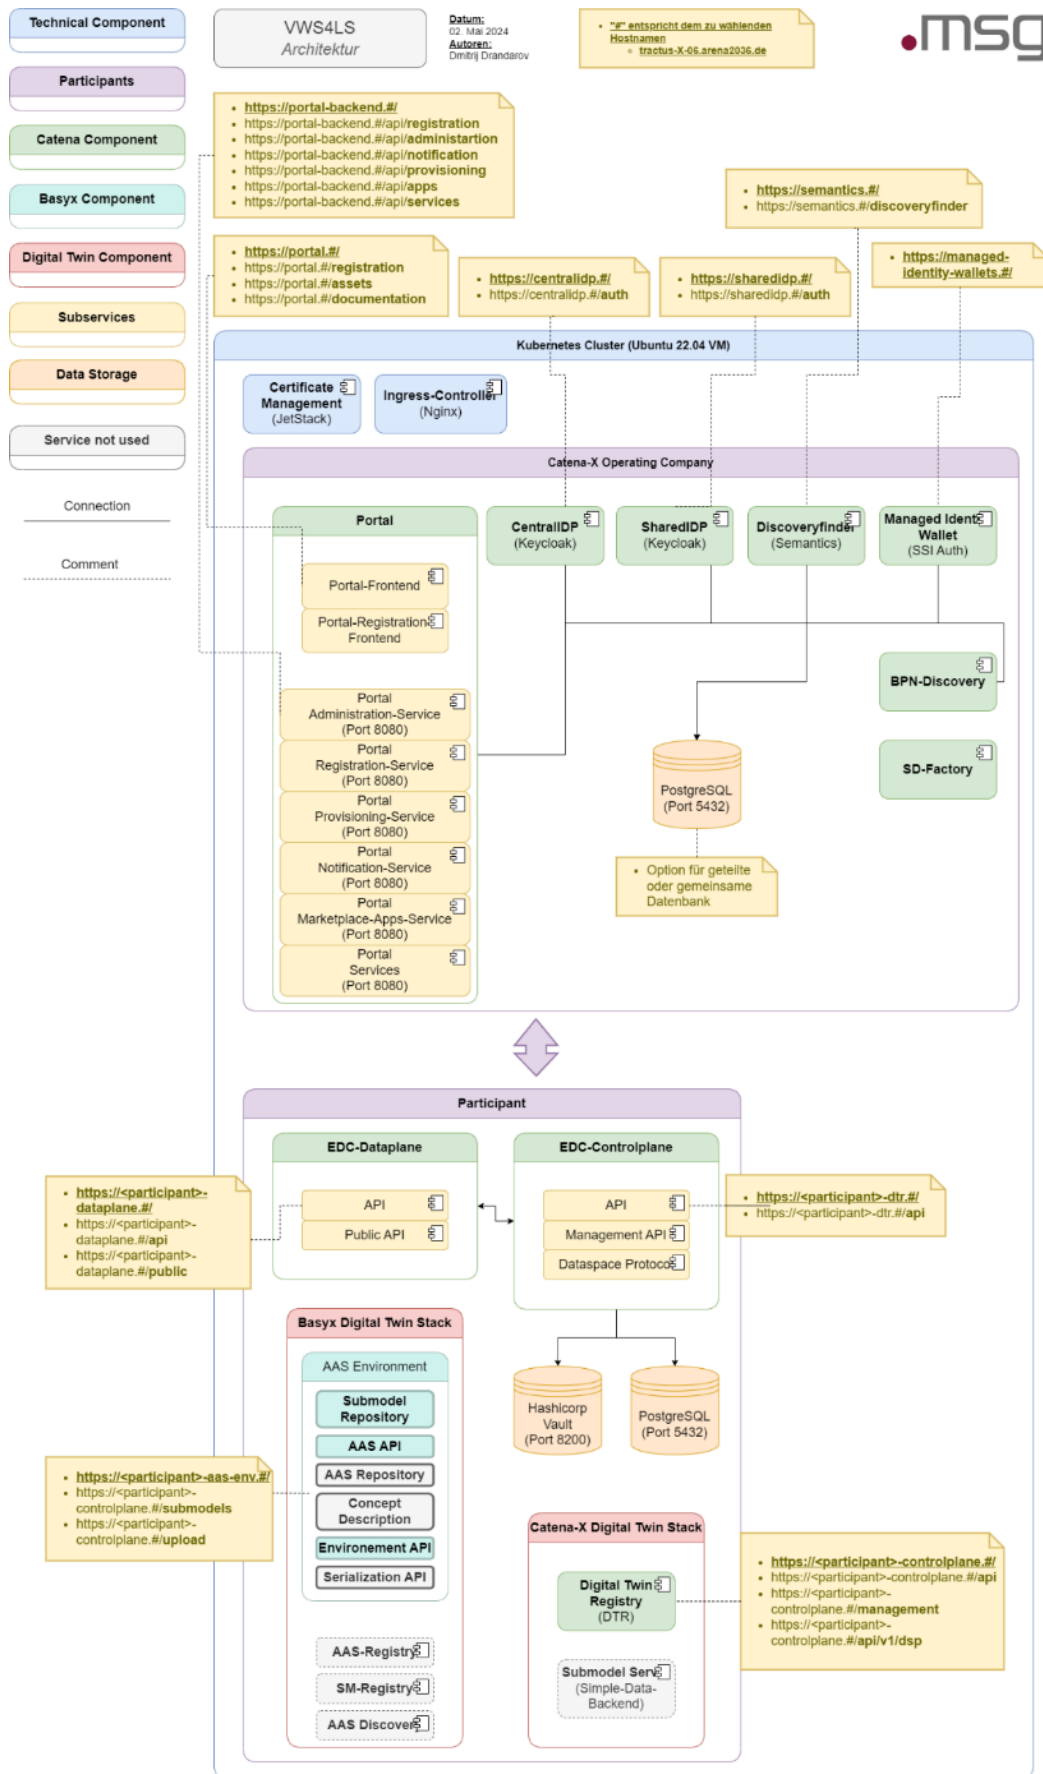 Technical Component
Participants
Catena Component
Basyx Component
Digital Twin Component
Subservices
Data Storage
Service not used
Connection
Comment
VWS4LS
Architektur
Datum:
02. Mai 2024
Autoren:
Dmitrij Drandarov
"#" entspricht dem zu wählenden
Hostnamen
tractus-X-06.arena2036.de
.msg
https://portal-backend.#/
https://portal-backend.#/api/registration
https://portal-backend.#/api/administartion
https://portal-backend.#/api/notification
https://portal-backend.#/api/provisioning
https://portal-backend.#/api/apps
https://portal-backend.#/api/services
https://semantics.#/
https://semantics.#/discoveryfinder
https://portal.#/
https://portal.#/registration
https://portal.#/assets
https://portal.#/documentation
https://centralidp.#/
https://centralidp.#/auth
https://sharedidp.#/
https://sharedidp.#/auth
https://managed-
identity-wallets.#/
Kubernetes Cluster (Ubuntu 22.04 VM)
Certificate
Management
(JetStack)
Ingress-Controller
(Nginx)
Catena-X Operating Company
Portal
Portal-Frontend
Portal-Registration
Frontend
Portal
Administration-Service
(Port 8080)
Portal
Registration-Service
(Port 8080)
Portal
Provisioning-Service
(Port 8080)
Portal
Notification-Service
(Port 8080)
Portal
Marketplace-Apps-Service
(Port 8080)
Portal
Services
(Port 8080)
CentralIDP
(Keycloak)
SharedIDP
(Keycloak)
Discoveryfinder
(Semantics)
Managed Identity
Wallet
(SSI Auth)
BPN-Discovery
SD-Factory
PostgreSQL
(Port 5432)
Option für geteilte
oder gemeinsame
Datenbank
Participant
EDC-Dataplane
API
Public API
EDC-Controlplane
API
Management API
Dataspace Protocol
https://<participant>-
dataplane.#/
https://<participant>-
dataplane.#/api
https://<participant>-
dataplane.#/public
https://<participant>-dtr.#/
https://<participant>-dtr.#/api
Basyx Digital Twin Stack
AAS Environment
Submodel
Repository
AAS API
AAS Repository
Concept
Description
Environement API
Serialization API
AAS-Registry
SM-Registry
AAS Discovery
Hashicorp
Vault
(Port 8200)
PostgreSQL
(Port 5432)
https://<participant>-aas-env.#/
https://<participant>-
controlplane.#/submodels
https://<participant>-
controlplane.#/upload
Catena-X Digital Twin Stack
Digital Twin
Registry
(DTR)
Submodel Serv
(Simple-Data-
Backend)
https://<participant>-controlplane.#/
https://<participant>-controlplane.#/api
https://<participant>-
controlplane.#/management
https://<participant>-
controlplane.#/api/v1/dsp